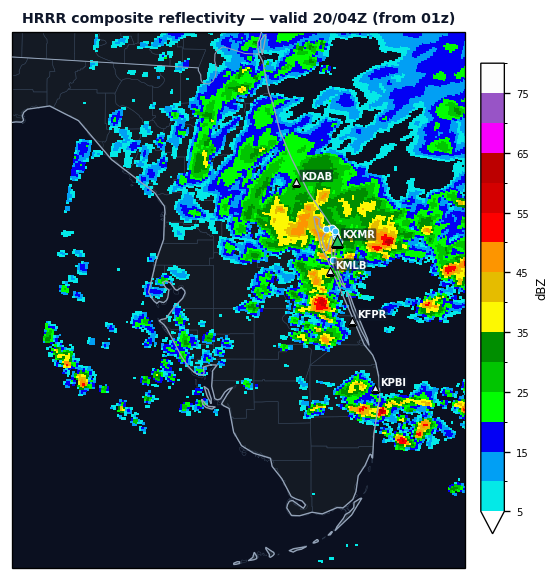 HRRR composite reflectivity — valid 20/04Z (from 01z)
KDAB
KXMR
KMLB
KFPR
KPBI
75
65
55
45
35
25
15
5
dBZ